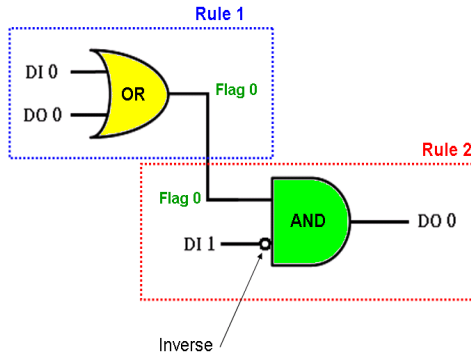 Rule 1
DI 0
OR
Flag 0
DO 0
Rule 2
Flag 0
AND
DO 0
DI 1
Inverse